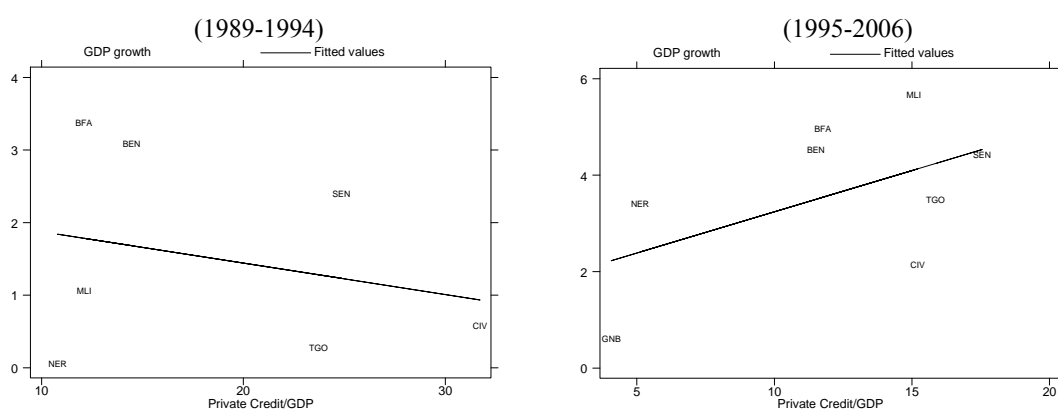 (1989-1994)
GDP growth Fitted values
4
BFA
3
BEN
SEN
2
MLI
1
CIV
TGO
0
NER
10 20 30
Private Credit/GDP
(1995-2006)
GDP growth Fitted values
6
MLI
BFA
BEN
SEN
4
NER
TGO
2
CIV
GNB
0
5 10 15 20
Private Credit/GDP